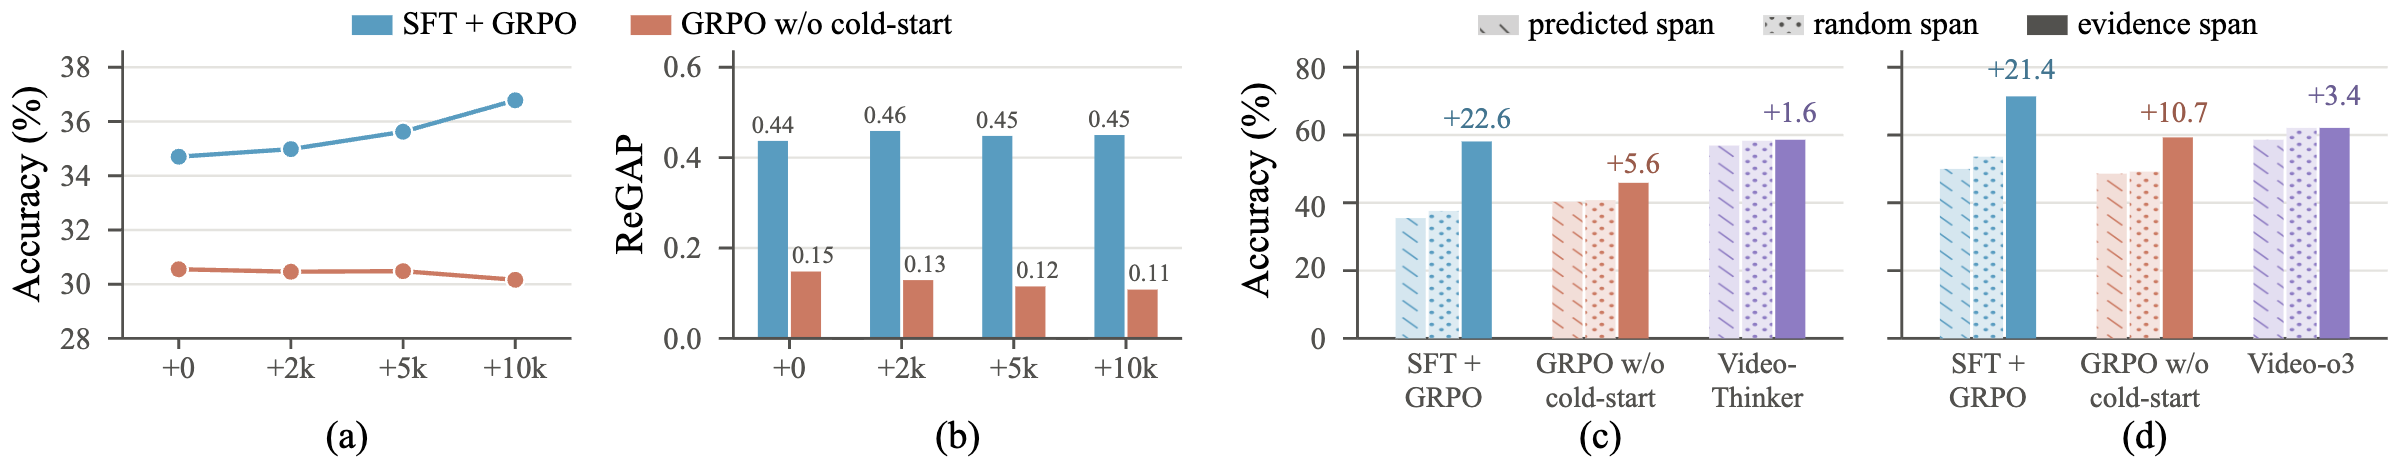 SFT + GRPO
GRPO w/o cold-start
Accuracy (%)
38
36
34
32
30
28
+0
+2k
+5k
+10k
(a)
ReGAP
0.6
0.4
0.2
0.0
0.44
0.15
0.46
0.13
0.45
0.12
0.45
0.11
+0
+2k
+5k
+10k
(b)
predicted span
random span
evidence span
Accuracy (%)
80
60
40
20
0
+22.6
+5.6
+1.6
SFT +
GRPO
GRPO w/o
cold-start
Video-
Thinker
(c)
+21.4
+10.7
+3.4
SFT +
GRPO
GRPO w/o
cold-start
Video-o3
(d)